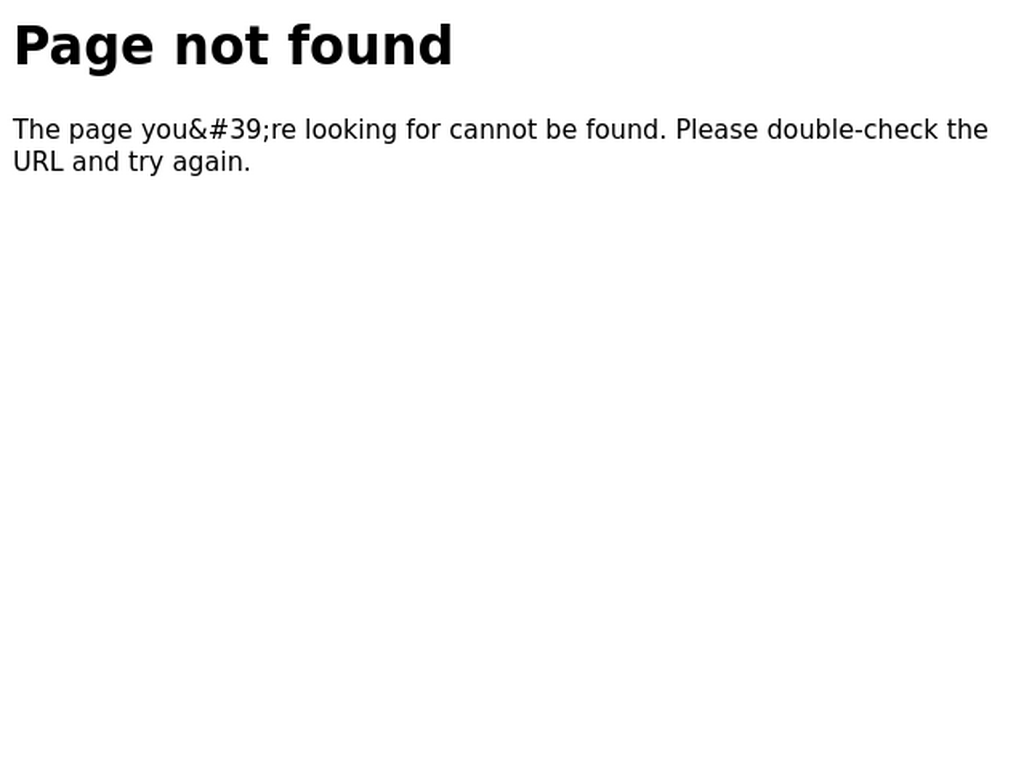 Page not found
The page you&#39;re looking for cannot be found. Please double-check the
URL and try again.